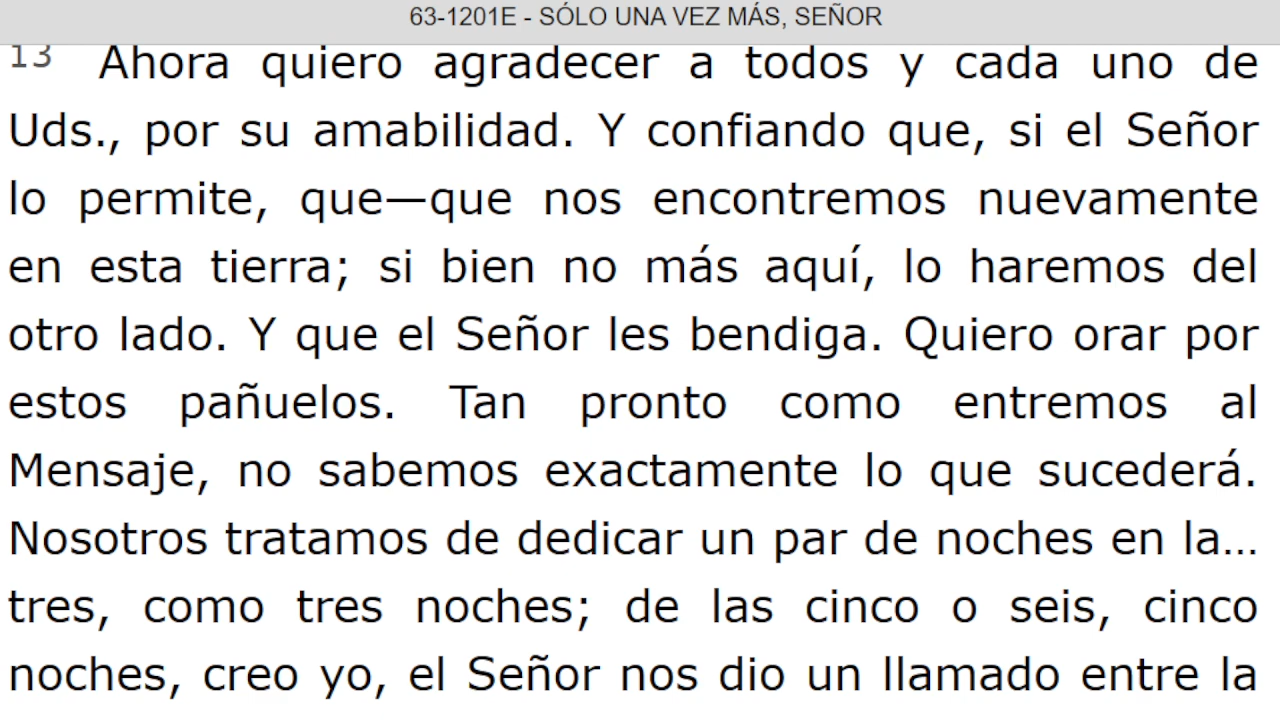 63-1201E - SÓLO UNA VEZ MÁS, SEÑOR
13 Ahora quiero agradecer a todos y cada uno de
Uds., por su amabilidad. Y confiando que, si el Señor
lo permite, que—que nos encontremos nuevamente
en esta tierra; si bien no más aquí, lo haremos del
otro lado. Y que el Señor les bendiga. Quiero orar por
estos pañuelos. Tan pronto como entremos al
Mensaje, no sabemos exactamente lo que sucederá.
Nosotros tratamos de dedicar un par de noches en la...
tres, como tres noches; de las cinco o seis, cinco
noches, creo yo, el Señor nos dio un llamado entre la